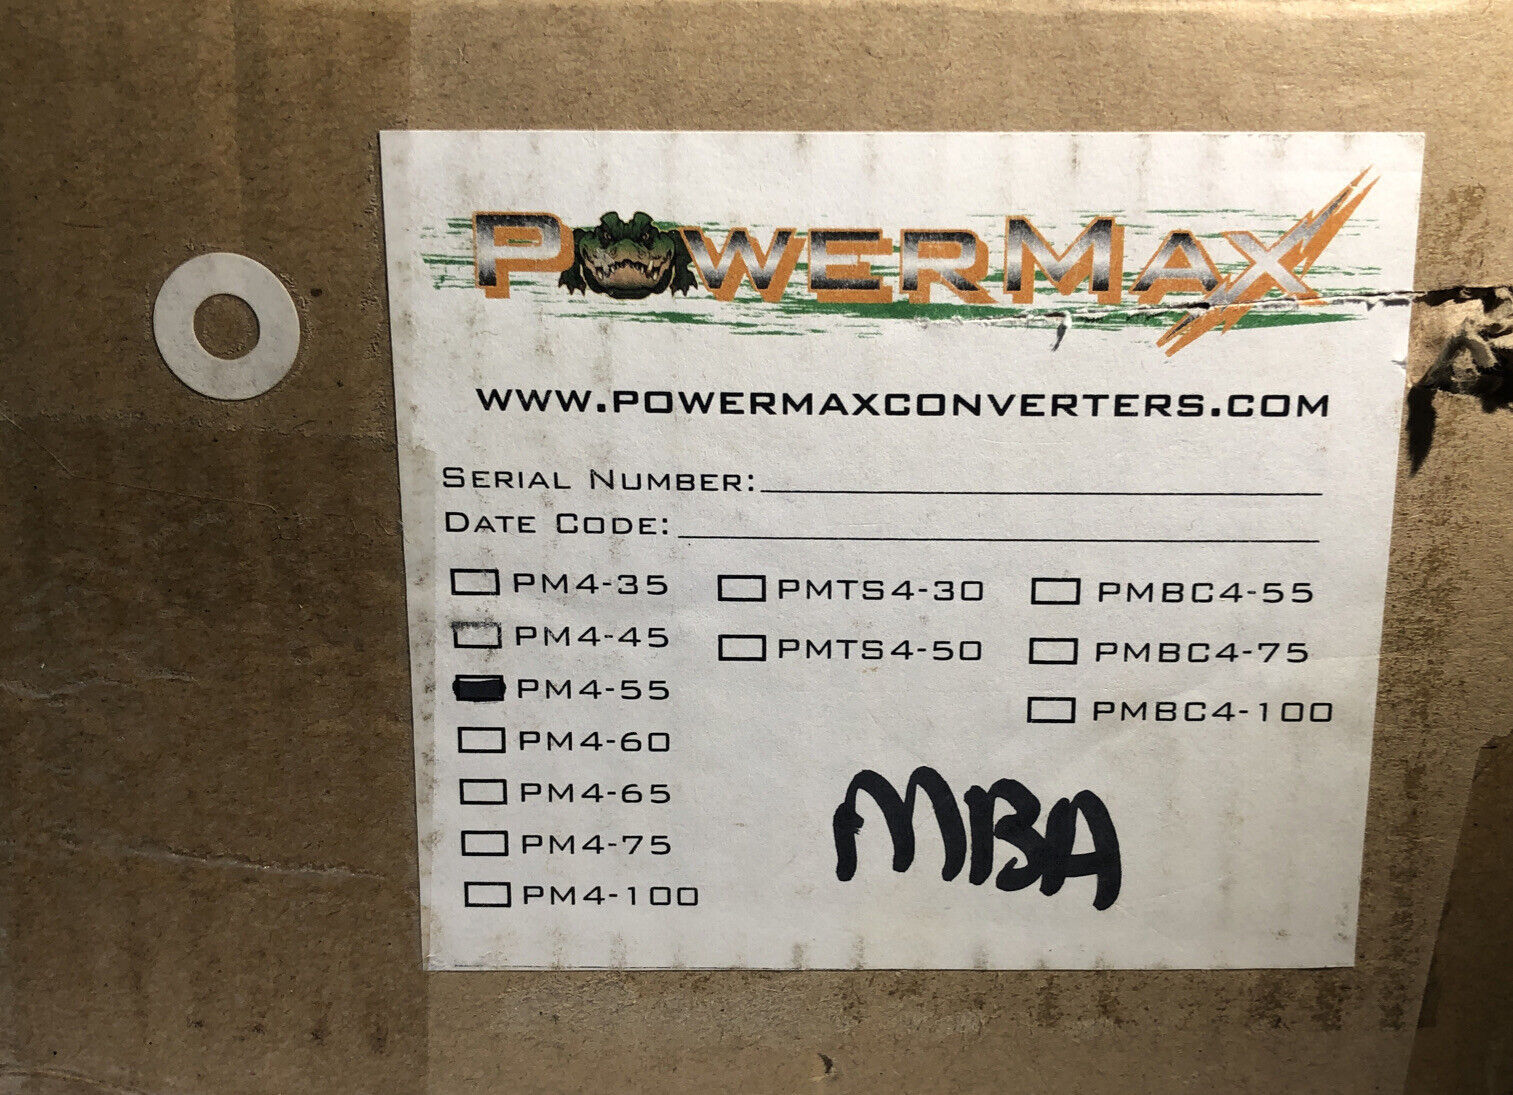 POWERMAX
WWW.POWERMAXCONVERTERS.COM
SERIAL NUMBER:
DATE CODE:
PM4-35 PMTS4-30 PMBC4-55
PM4-45 PMTS4-50 PMBC4-75
PM4-55 PMBC4-100
PM4-60
PM4-65
PM4-75
PM4-100
MBA